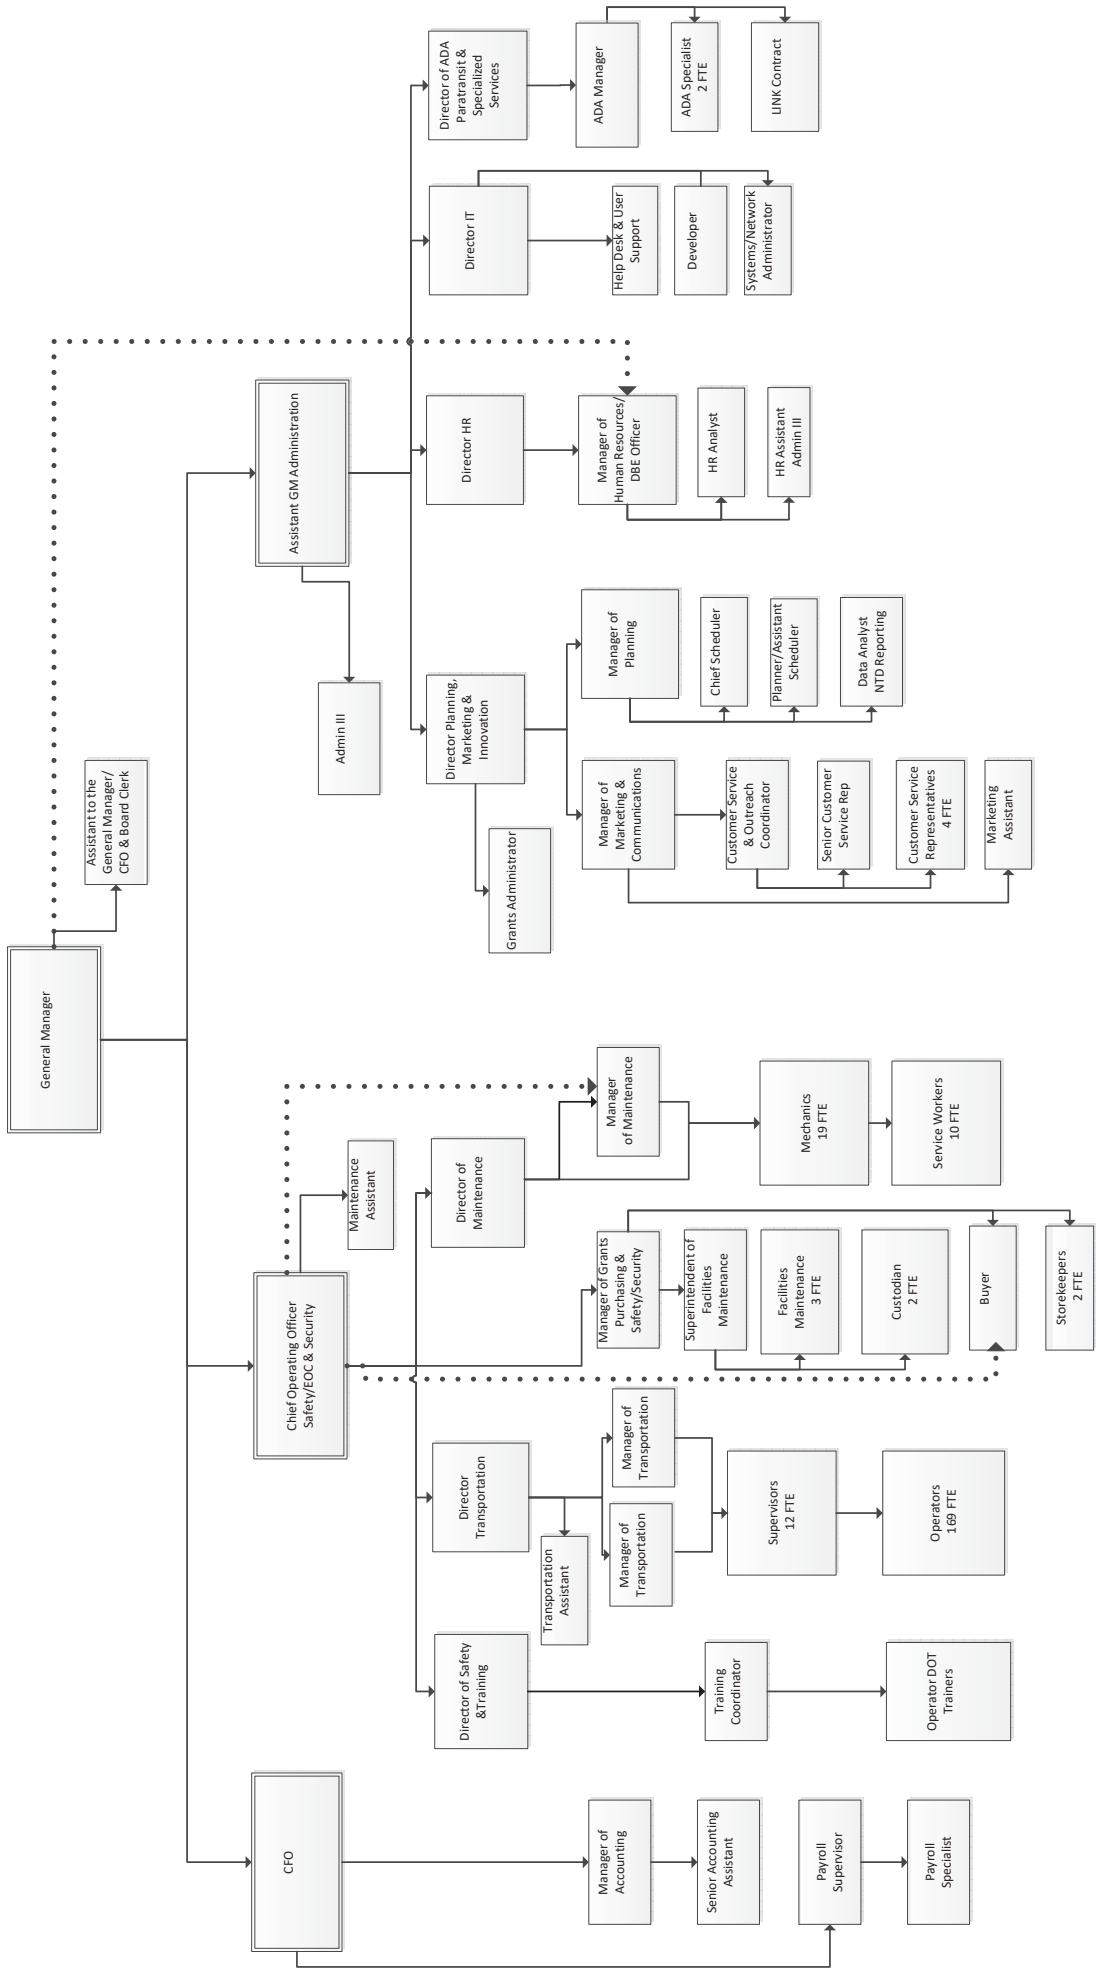 General Manager
Assistant to the
General Manager/
CFO & Board Clerk
CFO
Chief Operating Officer
Safety/EOC & Security
Assistant GM Administration
Maintenance
Assistant
Admin III
Director of Safety
&Training
Director
Transportation
Director of
Maintenance
Director Planning,
Marketing &
Innovation
Director HR
Director IT
Director of ADA
Paratransit &
Specialized
Services
Manager of
Accounting
Senior Accounting
Assistant
Payroll
Supervisor
Payroll
Specialist
Training
Coordinator
Operator DOT
Trainers
Transportation
Assistant
Manager of
Transportation
Manager of
Transportation
Supervisors
12 FTE
Operators
169 FTE
Manager of Grants
Purchasing &
Safety/Security
Superintendent of
Facilities
Maintenance
Facilities
Maintenance
3 FTE
Custodian
2 FTE
Buyer
Storekeepers
2 FTE
Manager
of Maintenance
Mechanics
19 FTE
Service Workers
10 FTE
Grants Administrator
Manager of
Marketing &
Communications
Customer Service
& Outreach
Coordinator
Senior Customer
Service Rep
Customer Service
Representatives
4 FTE
Marketing
Assistant
Manager of
Planning
Chief Scheduler
Planner/Assistant
Scheduler
Data Analyst
NTD Reporting
Manager of
Human Resources/
DBE Officer
HR Analyst
HR Assistant
Admin III
Help Desk & User
Support
Developer
Systems/Network
Administrator
ADA Manager
ADA Specialist
2 FTE
LINK Contract